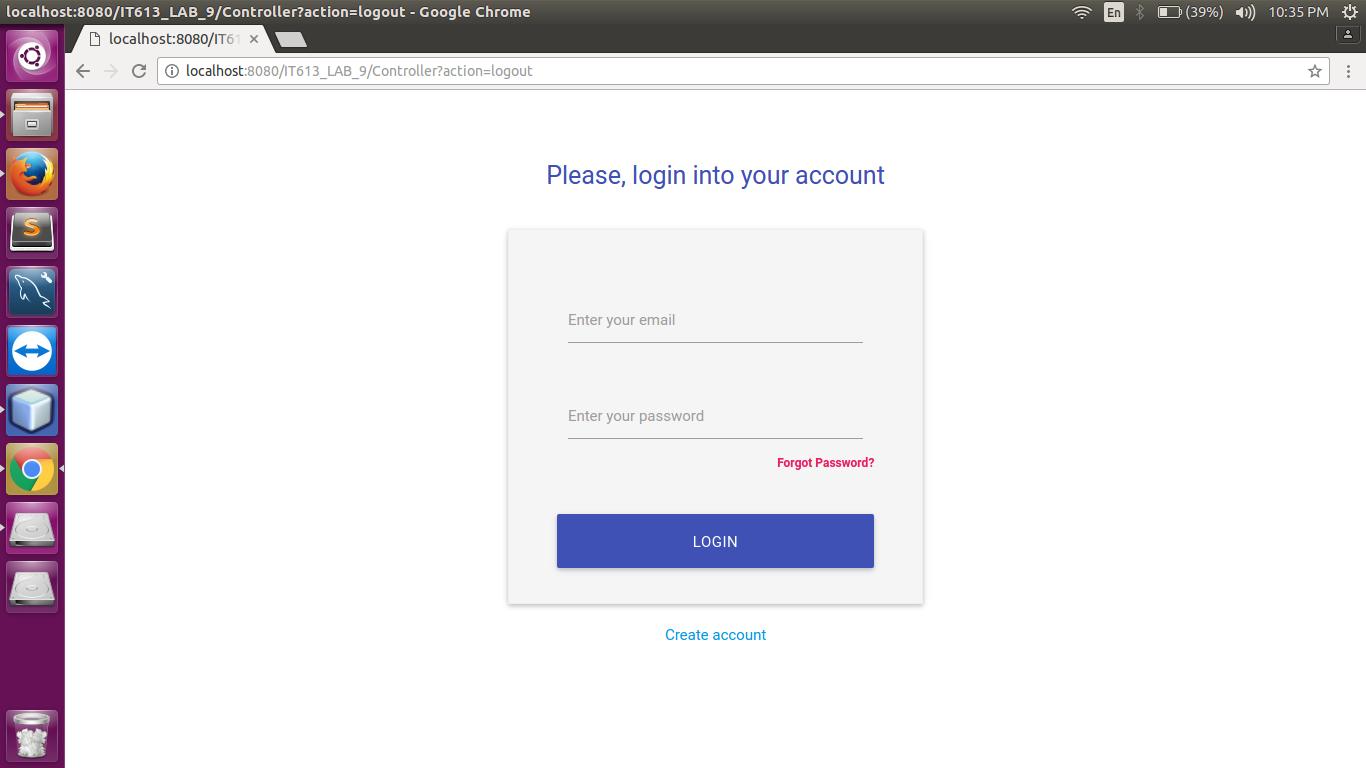 localhost:8080/IT613_LAB_9/Controller?action=logout - Google Chrome
En
(39%)
10:35 PM
localhost:8080/IT61
localhost:8080/IT613_LAB_9/Controller?action=logout
Please, login into your account
Enter your email
Enter your password
Forgot Password?
LOGIN
Create account